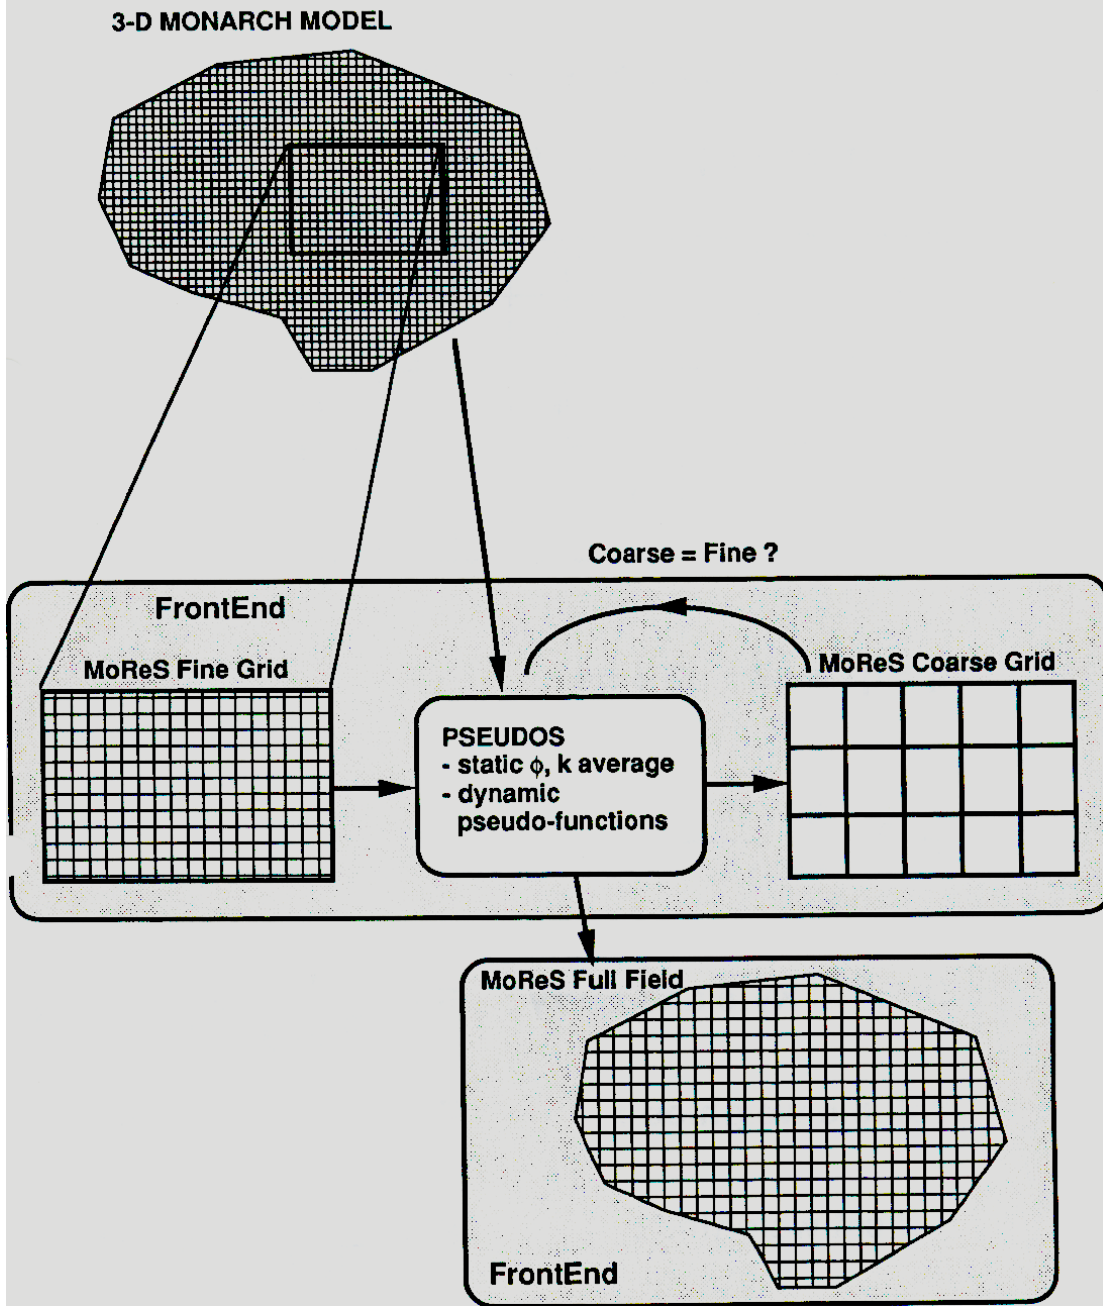 3-D MONARCH MODEL
Coarse = Fine ?
FrontEnd
MoReS Fine Grid
MoReS Coarse Grid
PSEUDOS
- static ϕ, k average
- dynamic
pseudo-functions
MoReS Full Field
FrontEnd